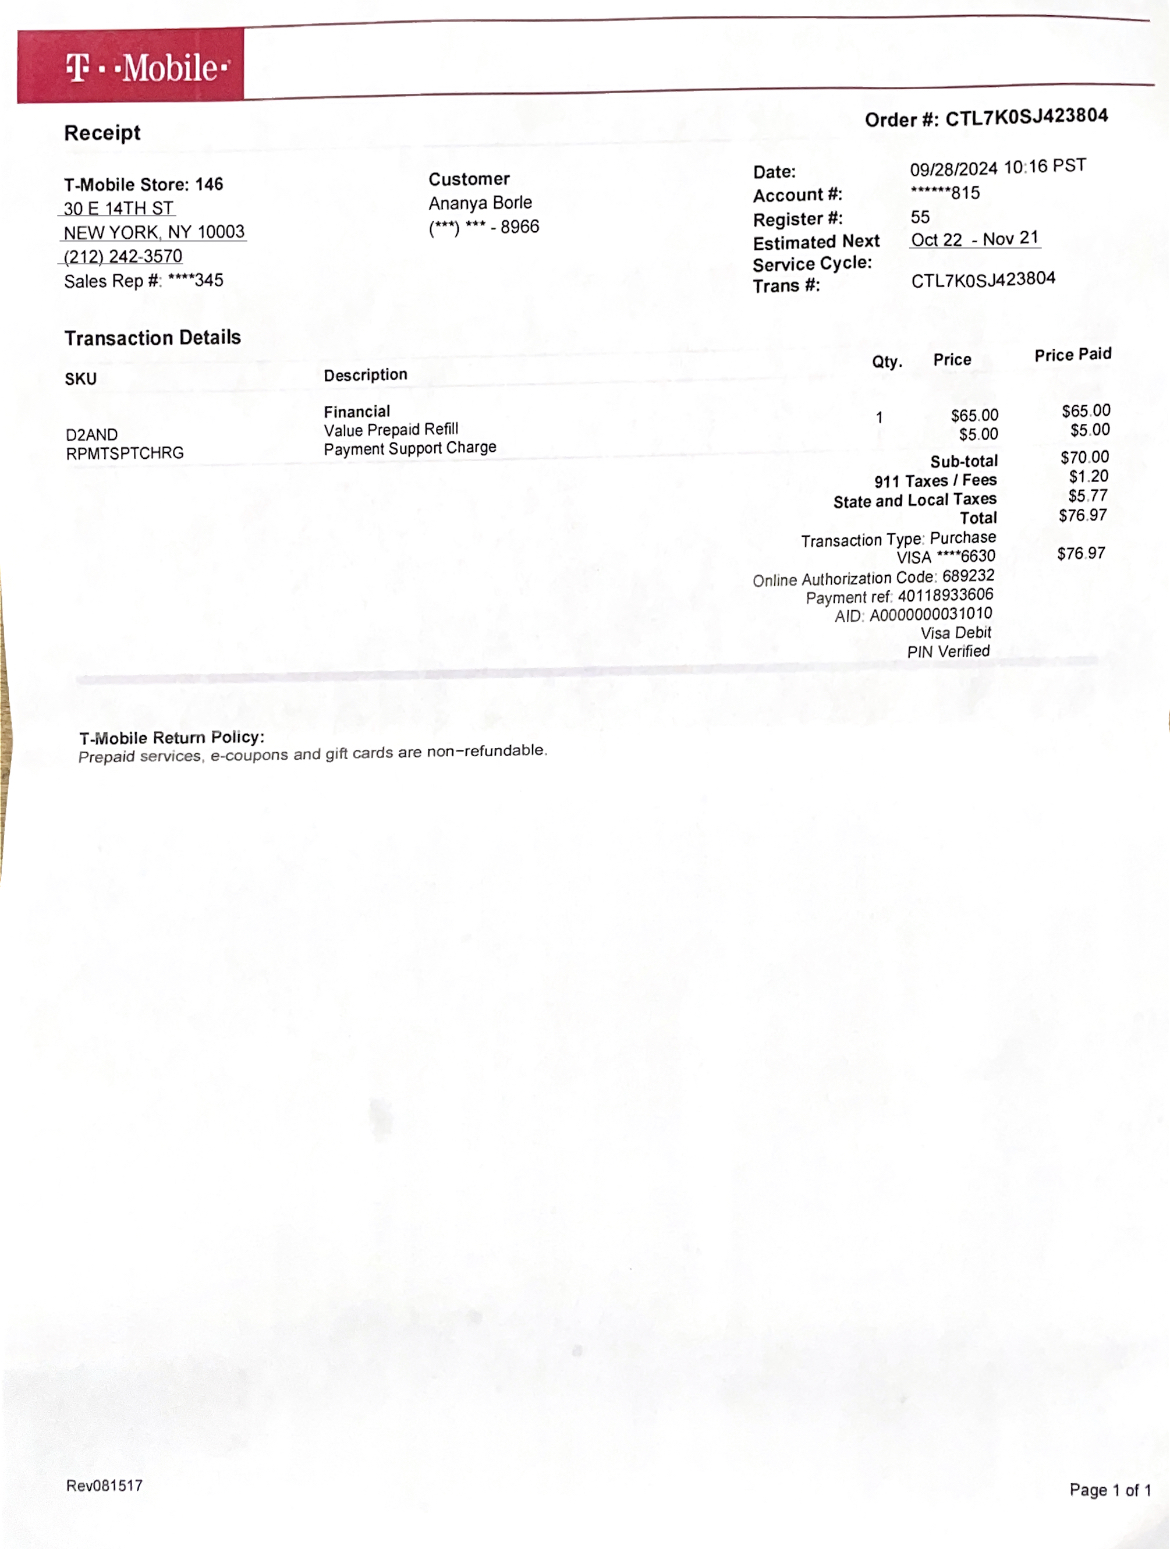 T··Mobile·
Order #: CTL7K0SJ423804
Receipt
T-Mobile Store: 146
30 E 14TH ST
NEW YORK, NY 10003
(212) 242-3570
Sales Rep #: ****345
Customer
Ananya Borle
(***) *** - 8966
Date: 09/28/2024 10:16 PST
Account #: ******815
Register #: 55
Estimated Next Oct 22 - Nov 21
Service Cycle:
Trans #: CTL7K0SJ423804
Transaction Details
SKU Description Qty. Price Price Paid
Financial
D2AND Value Prepaid Refill 1 $65.00 $65.00
RPMTSPTCHRG Payment Support Charge $5.00 $5.00
Sub-total $70.00
911 Taxes / Fees $1.20
State and Local Taxes $5.77
Total $76.97
Transaction Type: Purchase
VISA ****6630 $76.97
Online Authorization Code: 689232
Payment ref: 40118933606
AID: A0000000031010
Visa Debit
PIN Verified
T-Mobile Return Policy:
Prepaid services, e-coupons and gift cards are non-refundable.
Rev081517
Page 1 of 1